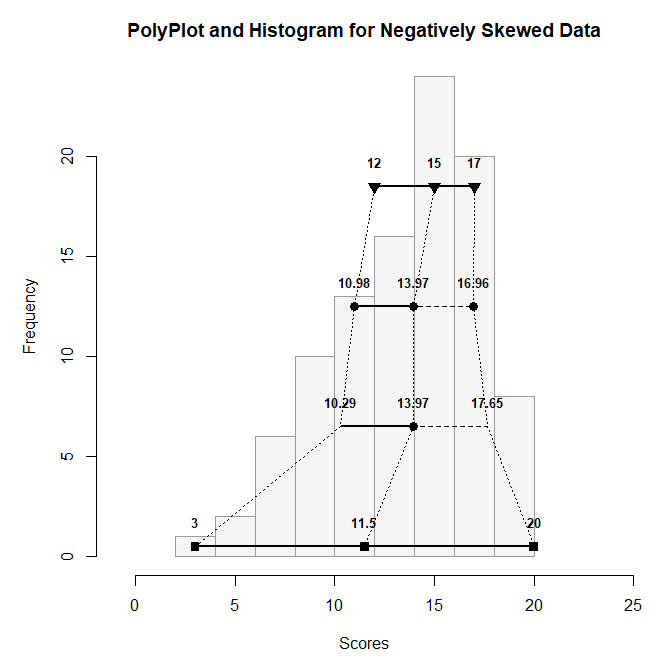 PolyPlot and Histogram for Negatively Skewed Data
20
15
10
5
0
Frequency
12 15 17
10.98 13.97 16.96
10.29 13.97 17.65
3 11.5 20
0 5 10 15 20 25
Scores